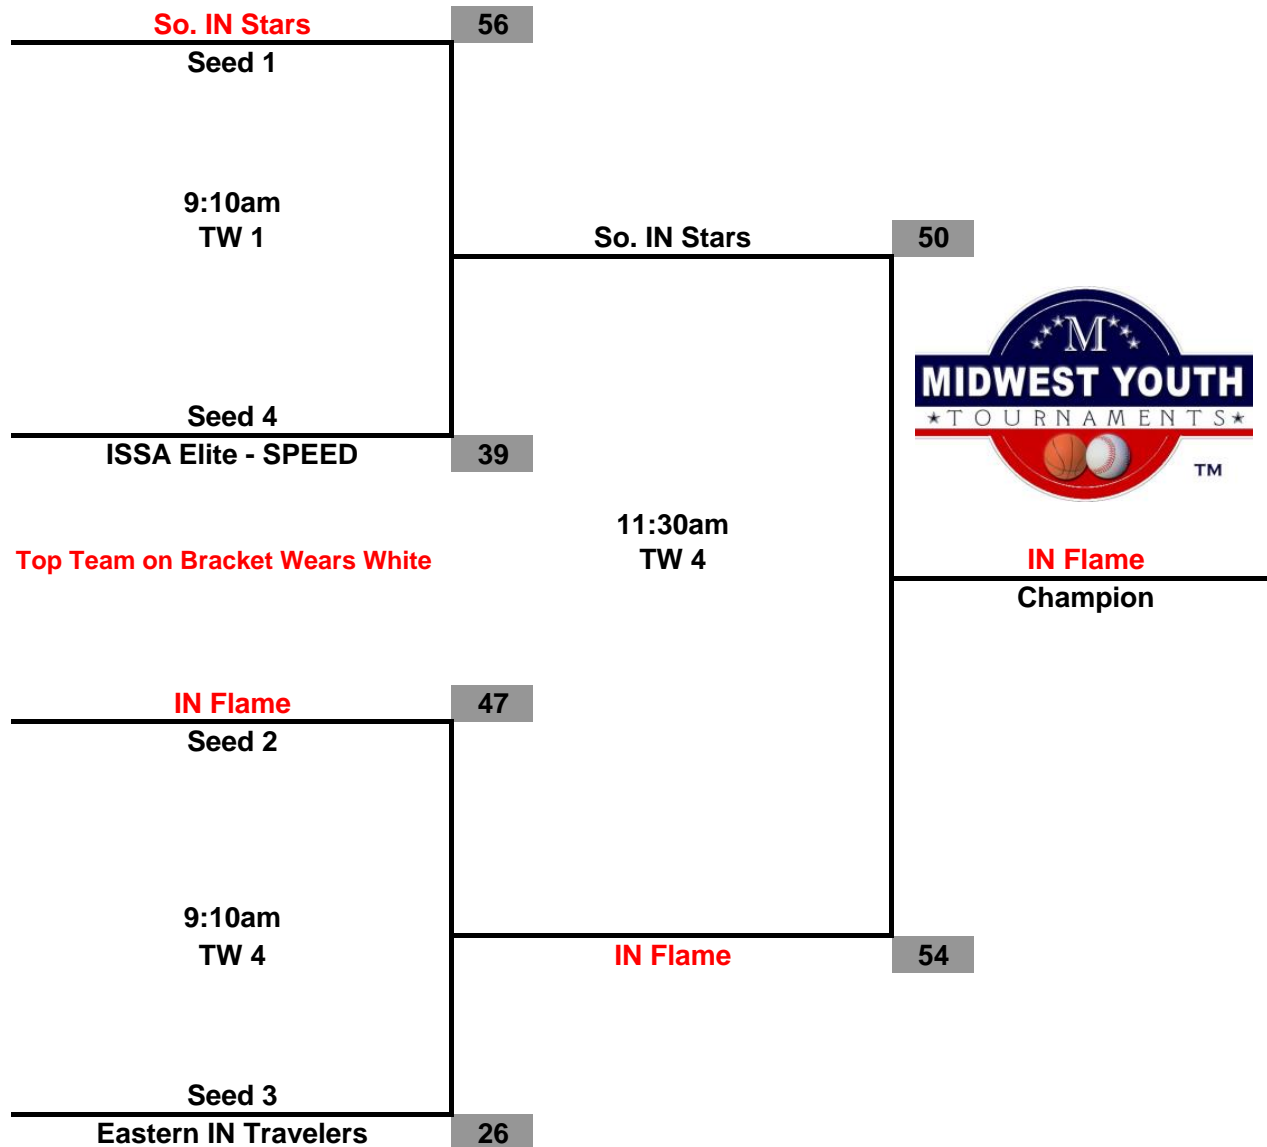 So. IN Stars 56
Seed 1
9:10am
TW 1
So. IN Stars 50
M
MIDWEST YOUTH
TOURNAMENTS
TM
Seed 4
ISSA Elite - SPEED 39
11:30am
TW 4
Top Team on Bracket Wears White
IN Flame
Champion
IN Flame 47
Seed 2
9:10am
TW 4
IN Flame 54
Seed 3
Eastern IN Travelers 26